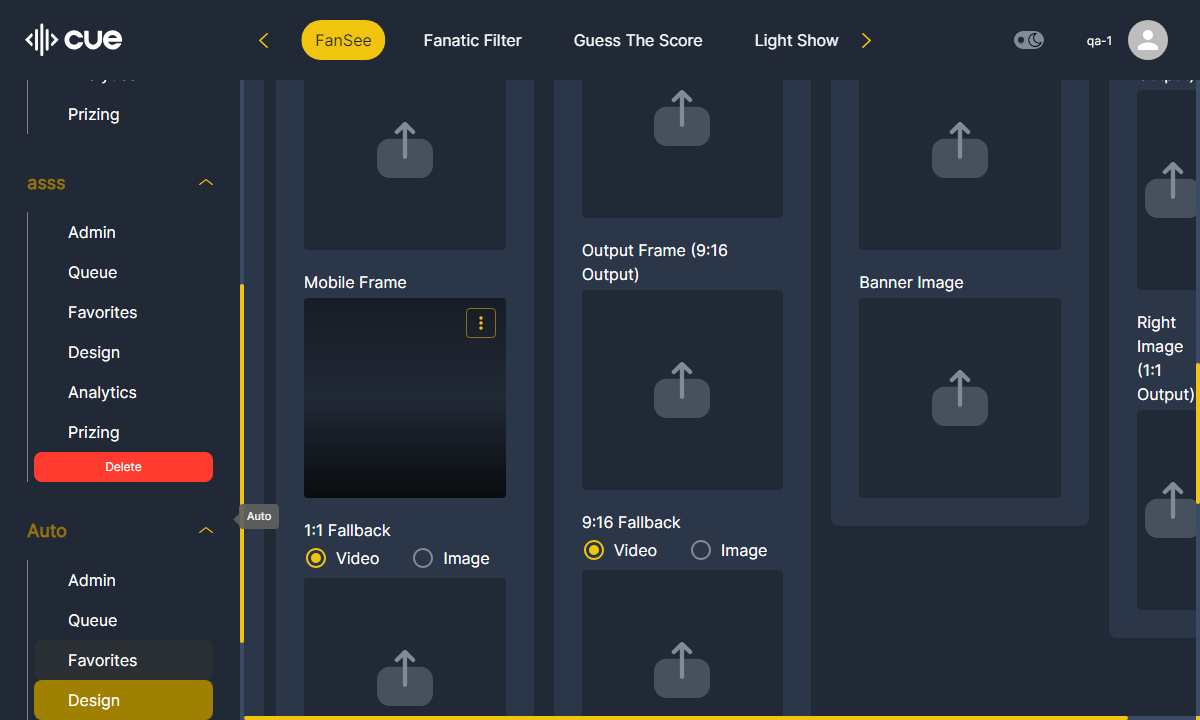 cue
FanSee
Fanatic Filter
Guess The Score
Light Show
qa-1
Prizing
asss
Admin
Queue
Favorites
Design
Analytics
Prizing
Delete
Auto
Admin
Queue
Favorites
Design
Auto
Mobile Frame
1:1 Fallback
Video
Image
Output Frame (9:16
Output)
9:16 Fallback
Video
Image
Banner Image
Right
Image
(1:1
Output)